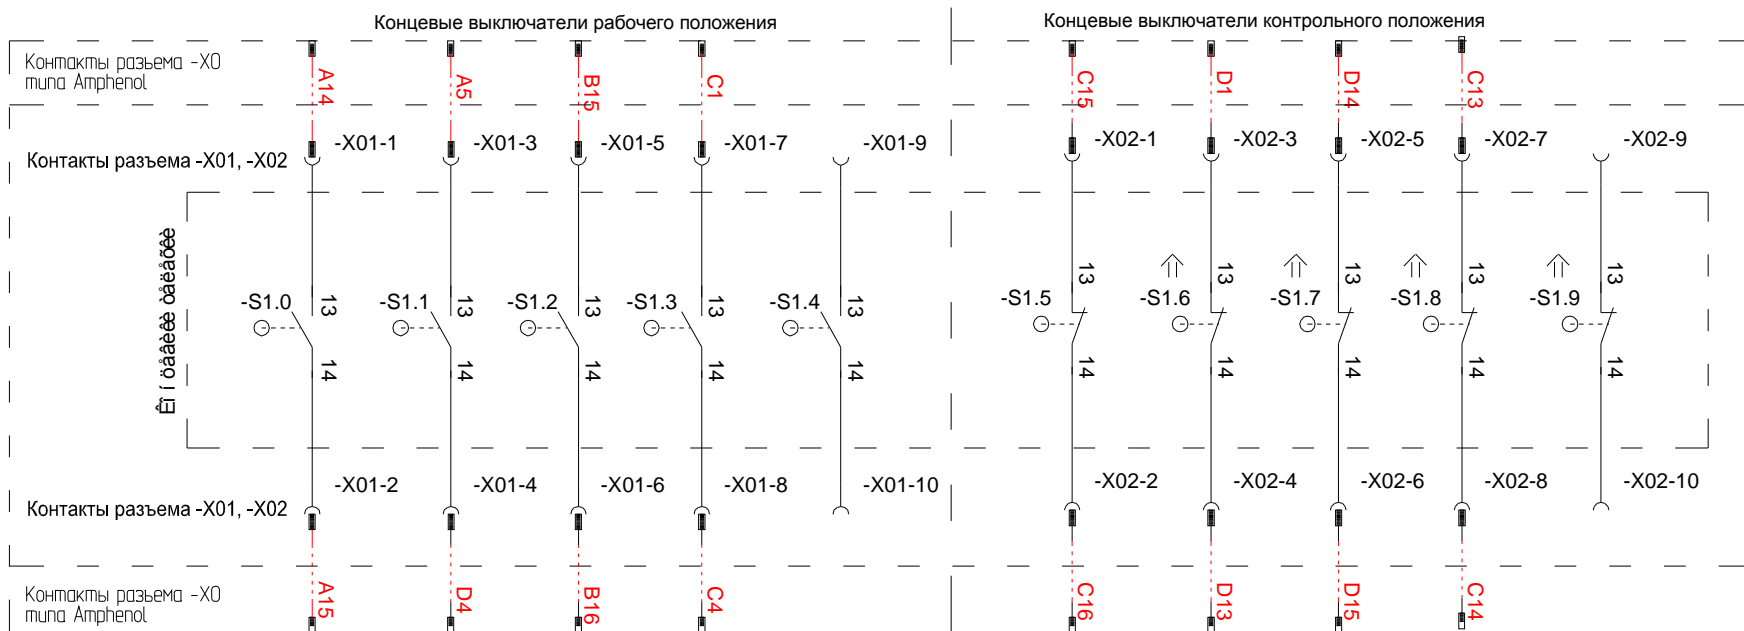 Концевые выключатели рабочего положения
Концевые выключатели контрольного положения
Контакты разьема -Х0
типа Amphenol
A14
A5
B15
C1
C15
D1
D14
C13
Контакты разъема -X01, -X02
-X01-1
-X01-3
-X01-5
-X01-7
-X01-9
-X02-1
-X02-3
-X02-5
-X02-7
-X02-9
13
13
13
13
13
13
13
13
13
13
-S1.0
-S1.1
-S1.2
-S1.3
-S1.4
-S1.5
-S1.6
-S1.7
-S1.8
-S1.9
14
14
14
14
14
14
14
14
14
14
Контакты разъема -X01, -X02
-X01-2
-X01-4
-X01-6
-X01-8
-X01-10
-X02-2
-X02-4
-X02-6
-X02-8
-X02-10
Контакты разьема -Х0
типа Amphenol
A15
D4
B16
C4
C16
D13
D15
C14